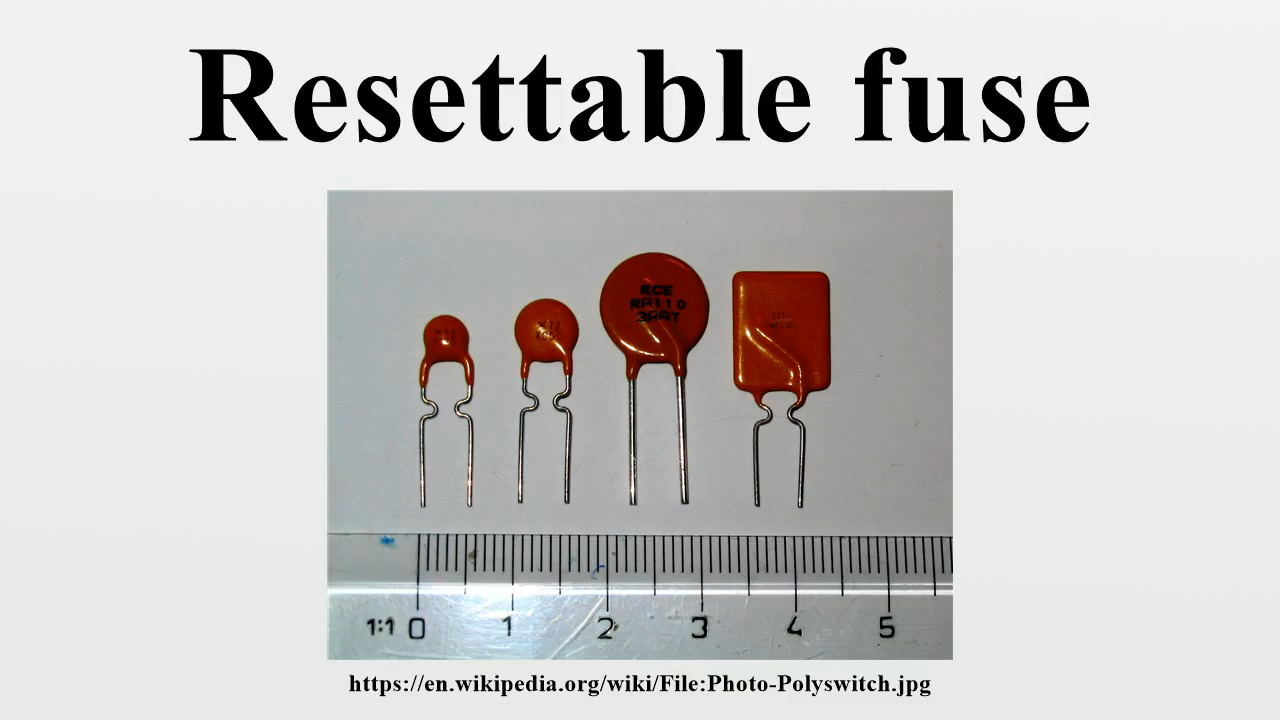 Resettable fuse
ECE
1:1 0 1 2 3 4 5
https://en.wikipedia.org/wiki/File:Photo-Polyswitch.jpg